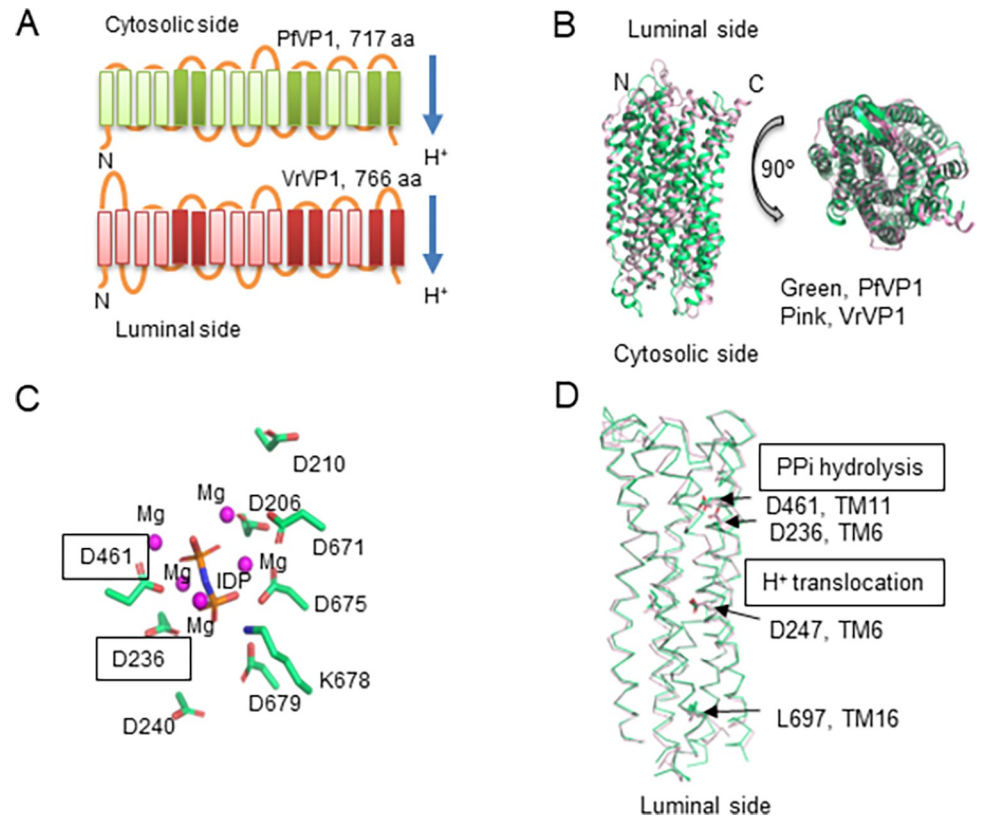 A
Cytosolic side
PfVP1, 717 aa
N
H⁺
VrVP1, 766 aa
N
H⁺
Luminal side
B
Luminal side
N
C
90º
Green, PfVP1
Pink, VrVP1
Cytosolic side
C
D210
Mg
D206
Mg
D671
D461
Mg
IDP
Mg
D675
Mg
D236
K678
D679
D240
D
PPi hydrolysis
D461, TM11
D236, TM6
H⁺ translocation
D247, TM6
L697, TM16
Luminal side